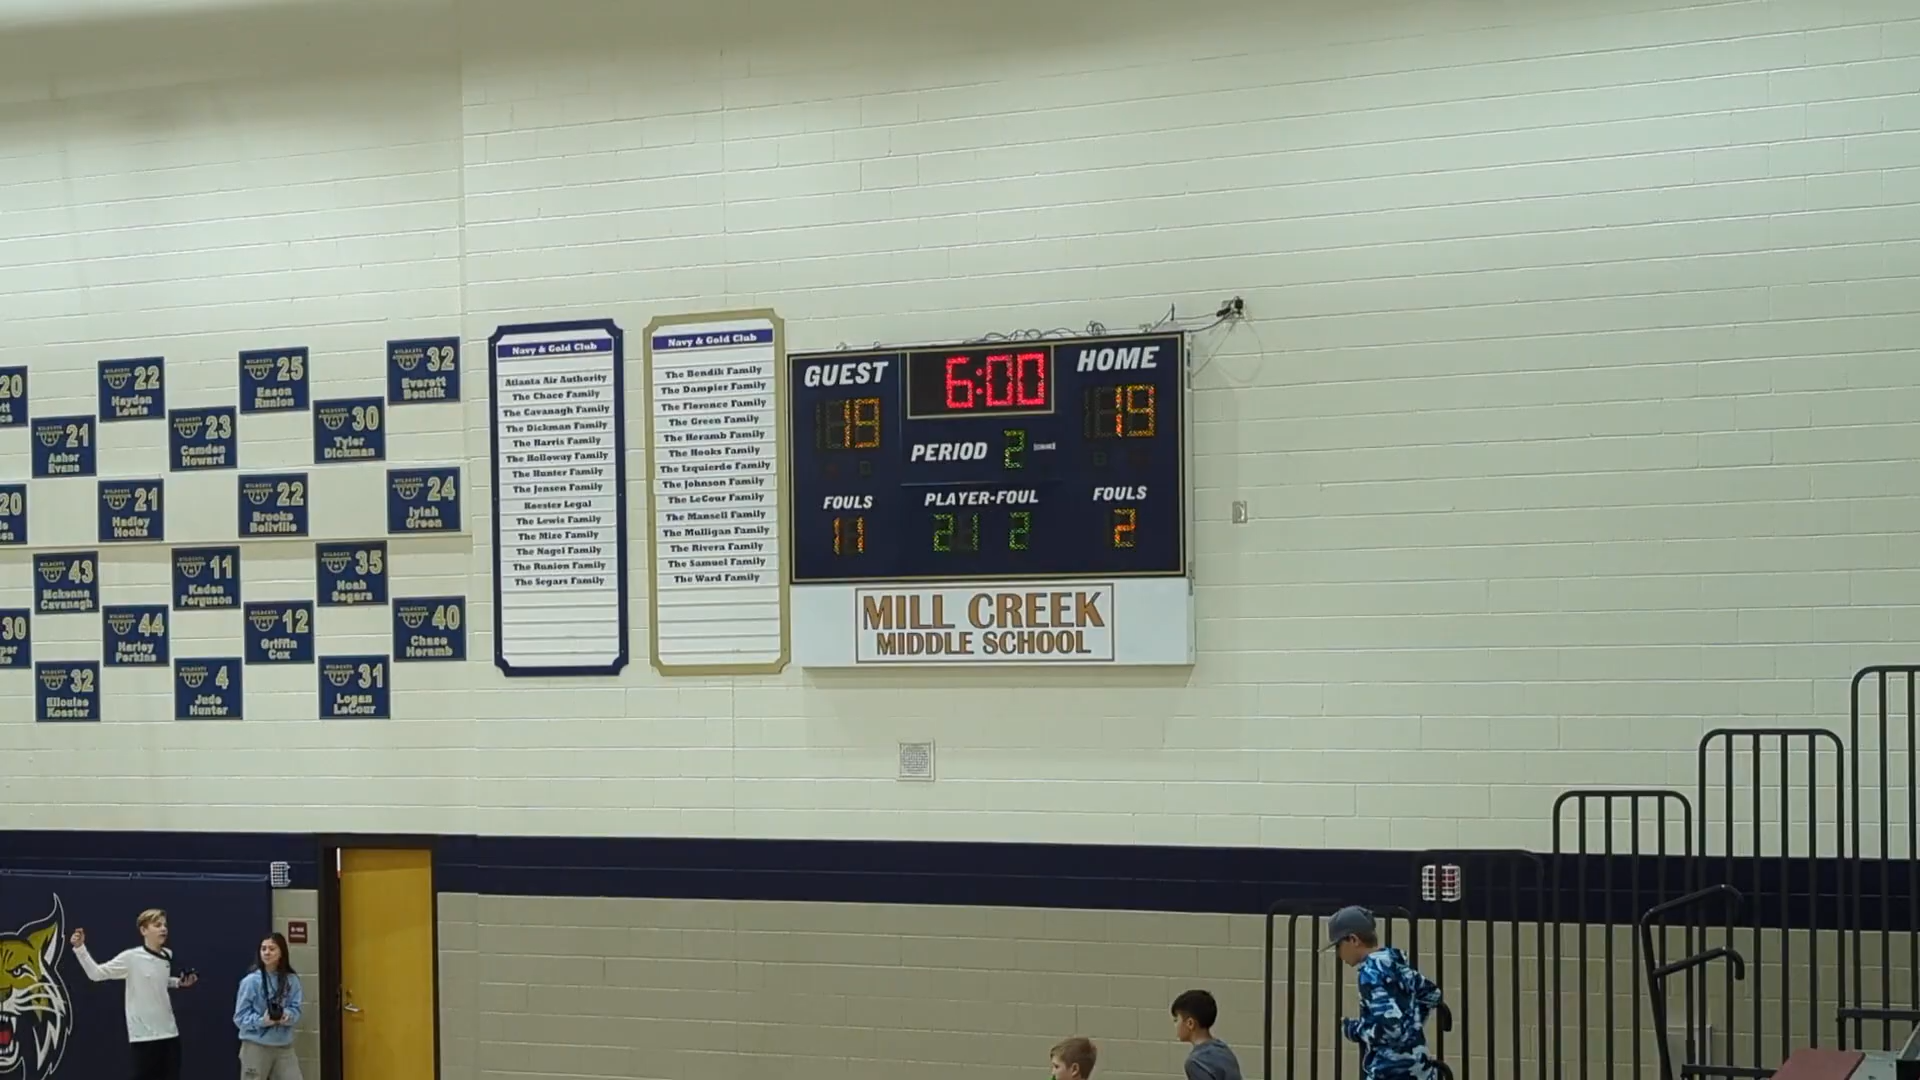 20
22
Hayden
Lewis
25
Eason
Runion
32
Everett
Bendik
21
Asher
Evans
23
Camden
Howard
30
Tyler
Dickman
20
21
Hadley
Hooks
22
Brooke
Bollville
24
Iylah
Green
43
Mckenna
Cavanagh
11
Kaden
Ferguson
35
Noah
Segars
30
44
Harley
Perkins
12
Griffin
Cox
40
Chase
Heramb
32
Ellouise
Koester
4
Jude
Hunter
31
Logan
LeCour
Navy & Gold Club
Atlanta Air Authority
The Chace Family
The Cavanagh Family
The Dickman Family
The Harris Family
The Holloway Family
The Hunter Family
The Jensen Family
Koester Legal
The Lewis Family
The Mize Family
The Nagel Family
The Runion Family
The Segars Family
Navy & Gold Club
The Bendik Family
The Dampier Family
The Florence Family
The Green Family
The Heramb Family
The Hooks Family
The Izquierdo Family
The Johnson Family
The LeCour Family
The Mansell Family
The Mulligan Family
The Rivera Family
The Samuel Family
The Ward Family
GUEST 6:00 HOME
19 19
PERIOD 2
FOULS PLAYER-FOUL FOULS
11 21 2 2
MILL CREEK
MIDDLE SCHOOL